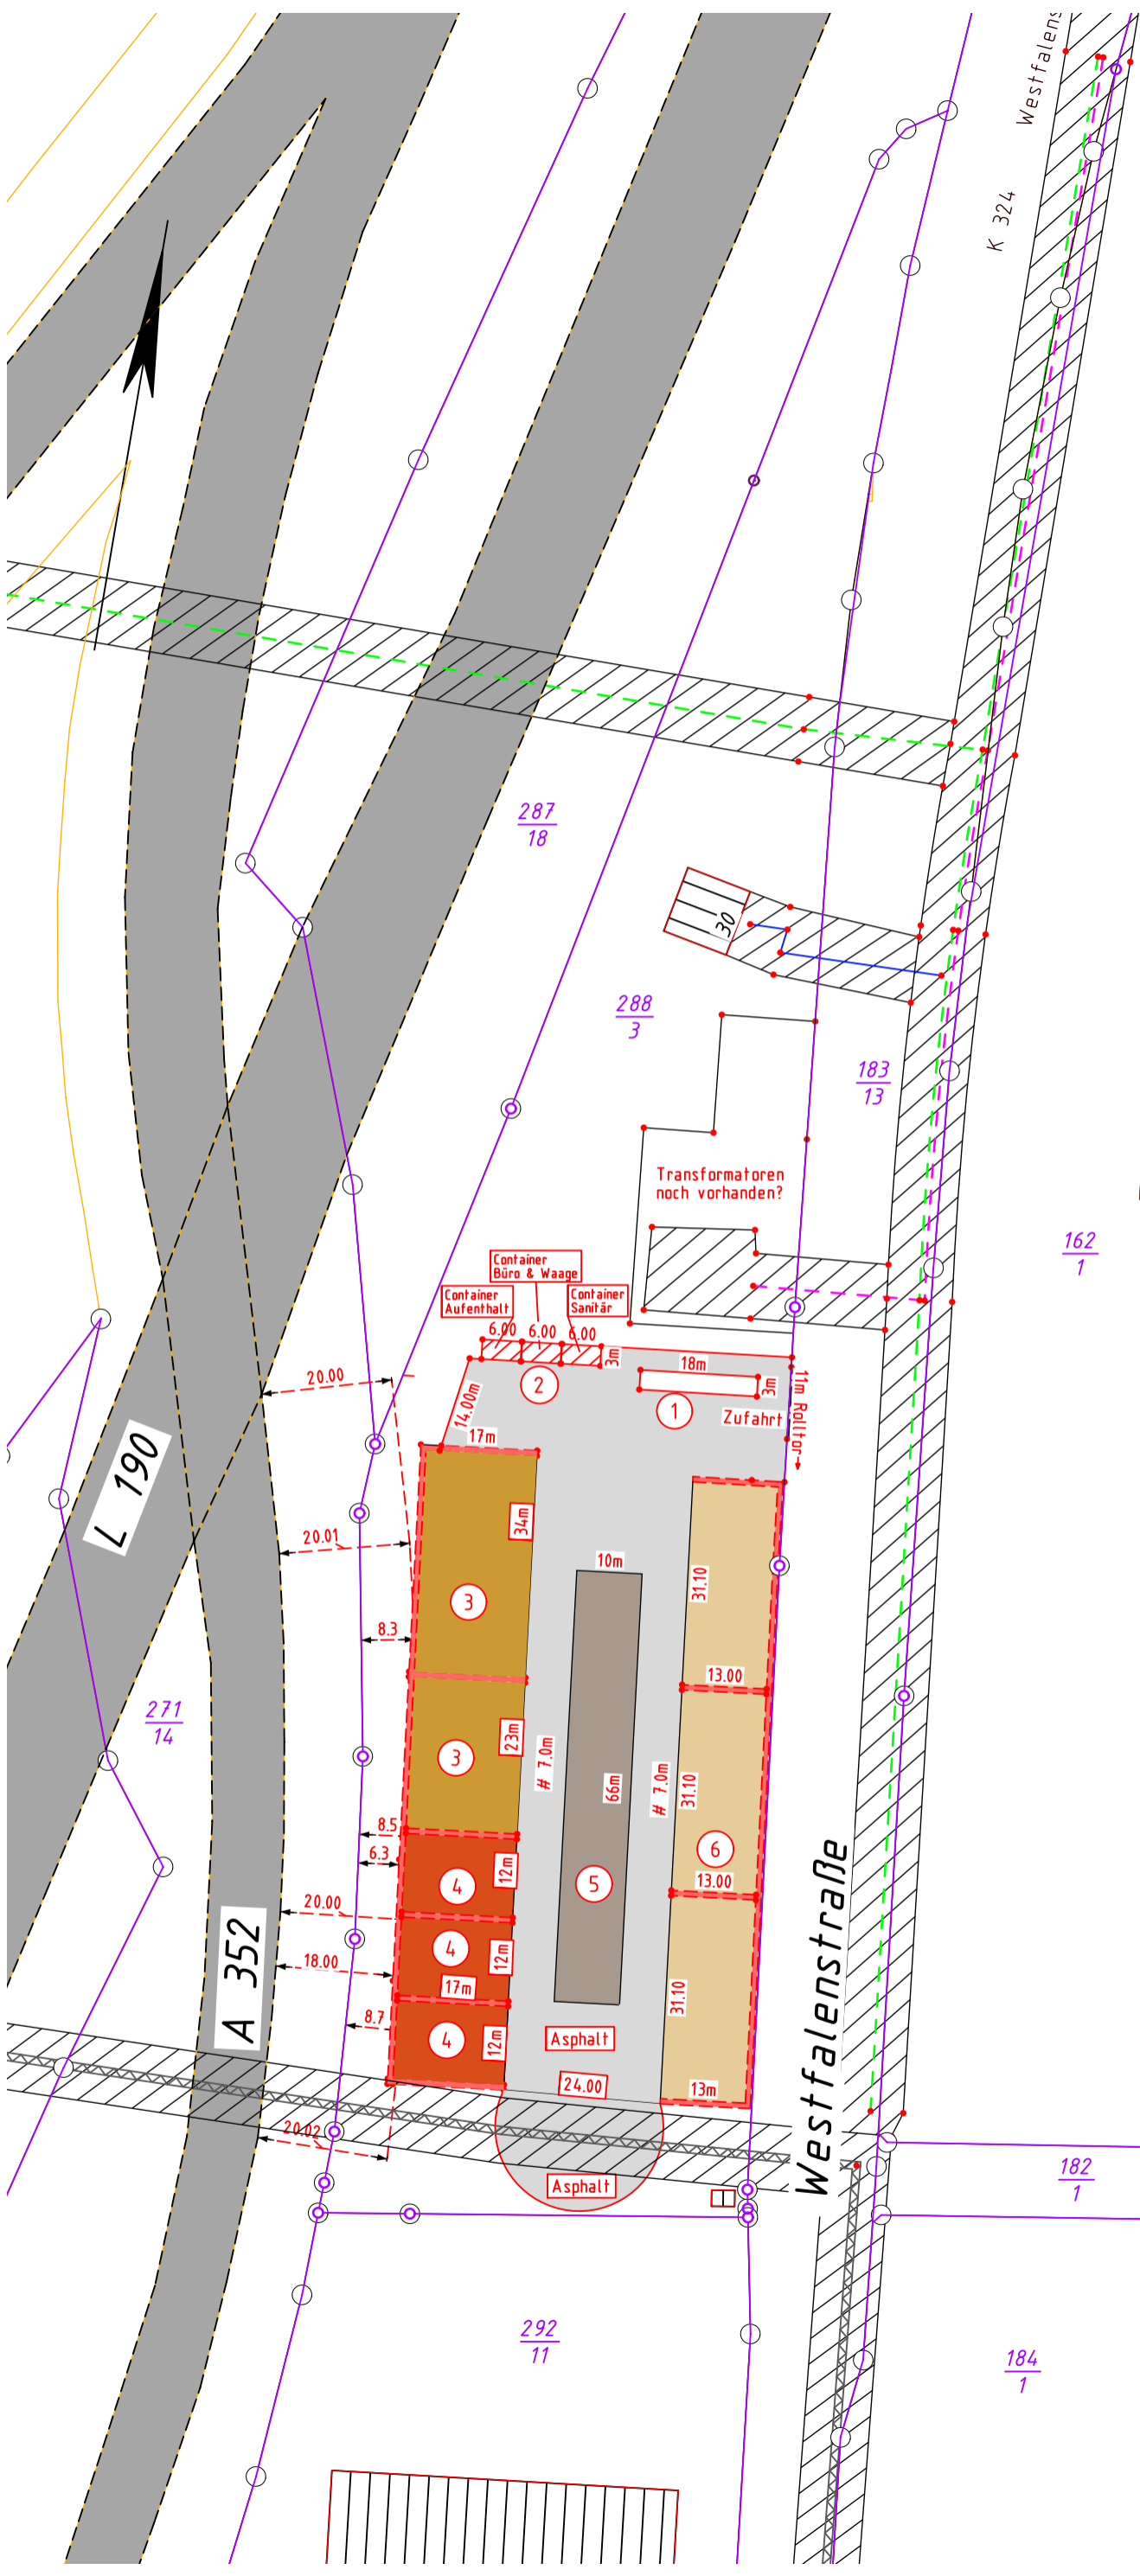 Westfalens
K 324
287
18
30
288
3
183
13
Transformatoren
noch vorhanden?
162
1
Container
Büro & Waage
Container
Aufenthalt
Container
Sanitär
6.00
6.00
6.00
3m
2
18m
3m
1
Zufahrt
11m Rolltor
20.00
14.00m
17m
L 190
20.01
34m
10m
31.10
3
8.3
13.00
271
14
23m
3
# 7.0m
66m
# 7.0m
31.10
8.5
6.3
12m
6
4
5
13.00
20.00
A 352
4
12m
18.00
17m
31.10
8.7
4
12m
Asphalt
24.00
13m
Westfalenstraße
20.02
Asphalt
182
1
292
11
184
1